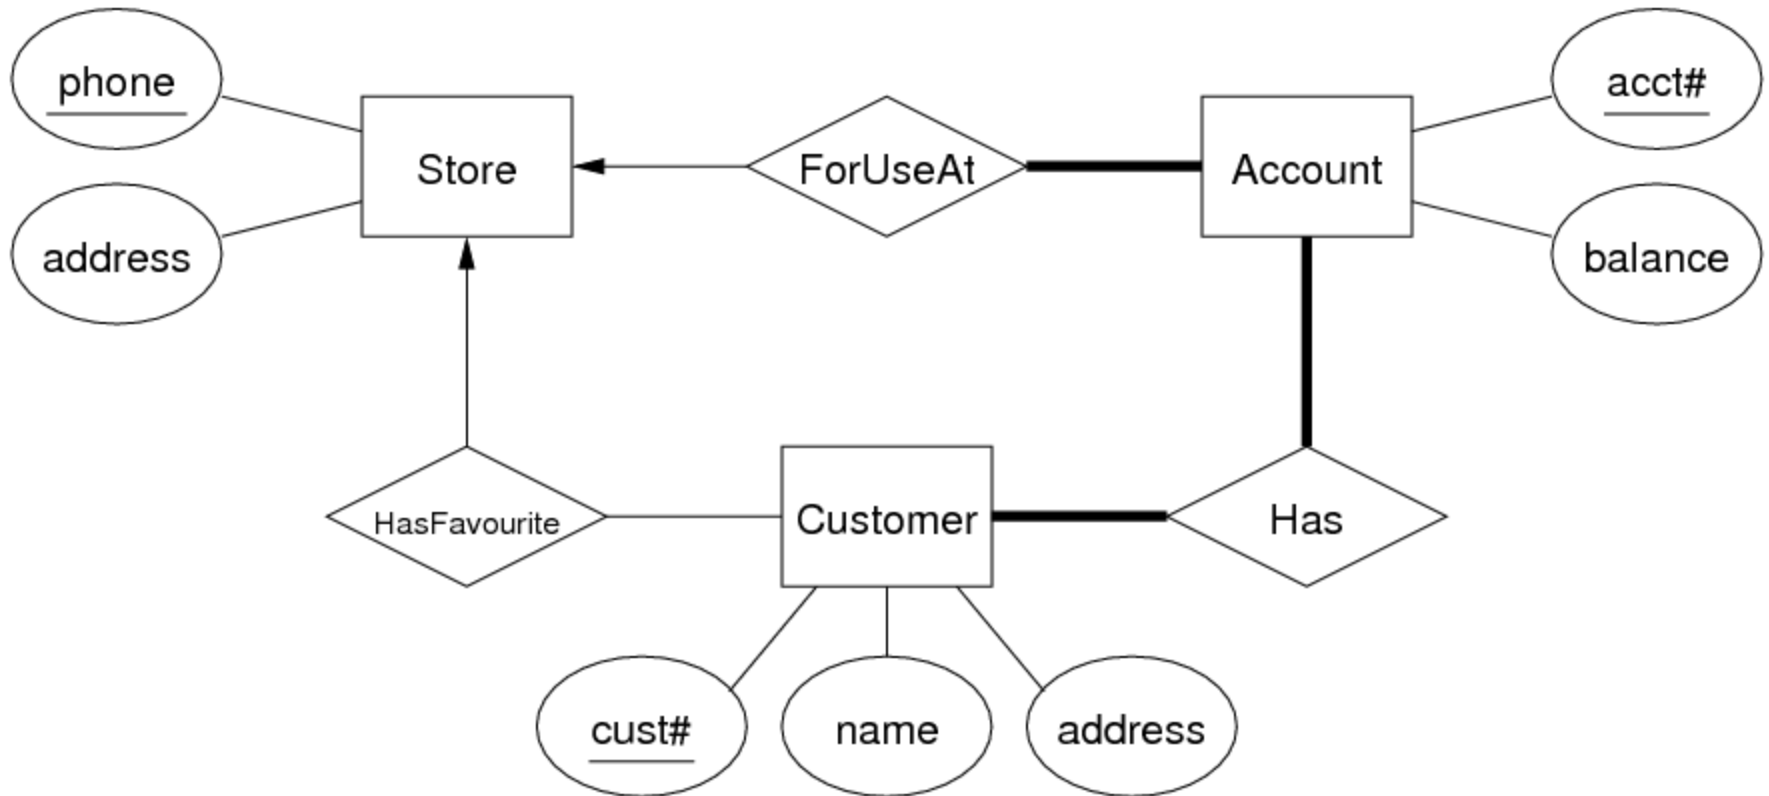 phone
acct#
Store
ForUseAt
Account
address
balance
HasFavourite
Customer
Has
cust#
name
address